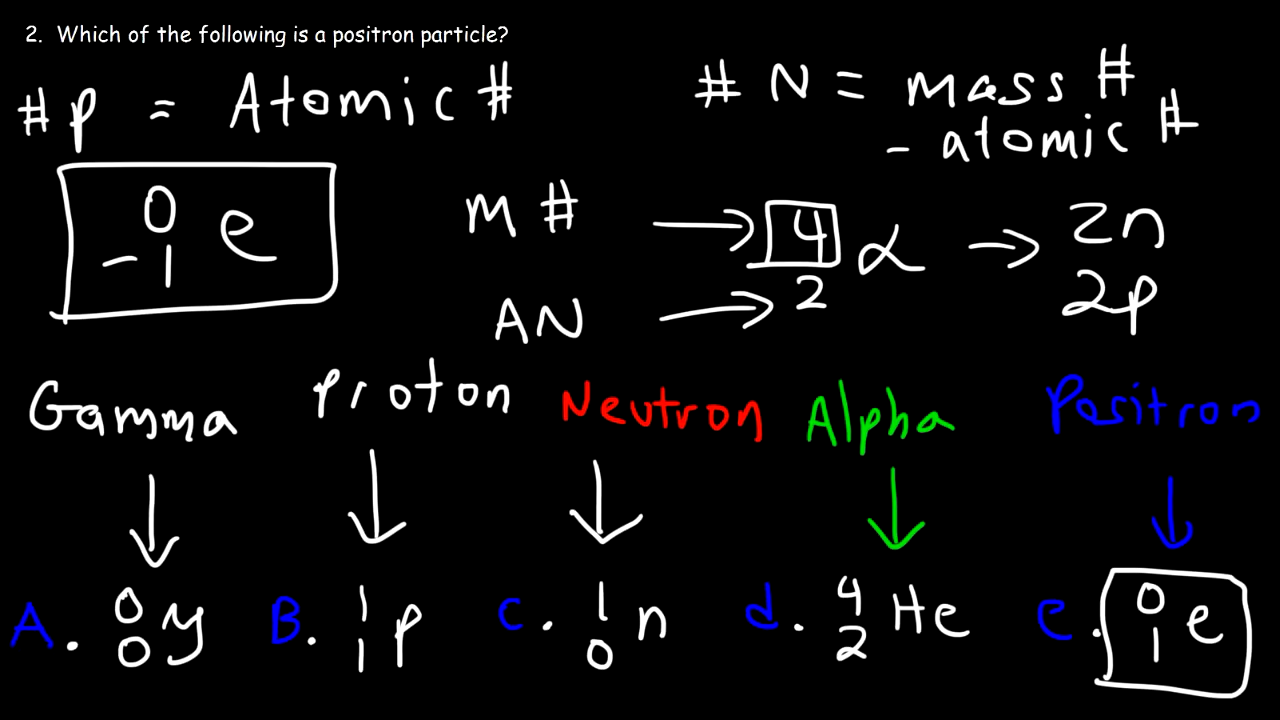 2. Which of the following is a positron particle?
#p = Atomic #
#N = mass #
- atomic #
0
-1 e
M# → 4
2 α → 2n
2p
AN →
Gamma Proton Neutron Alpha Positron
A. 0
0 γ B. 1
1 p C. 1
0 n d. 4
2 He e. 0
1 e